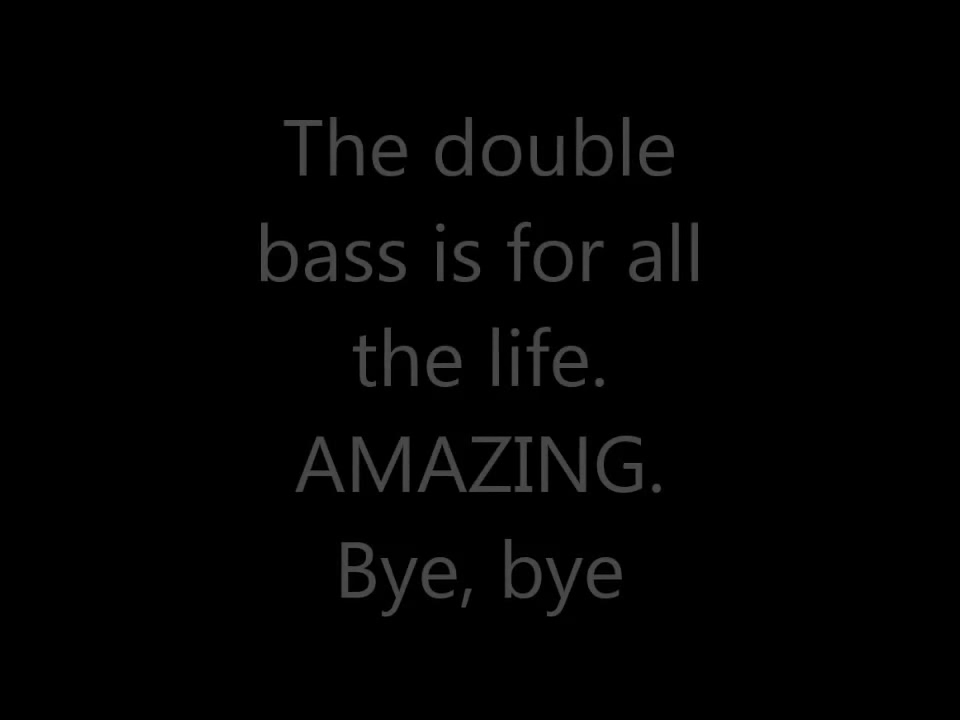 The double
bass is for all
the life.
AMAZING.
Bye, bye